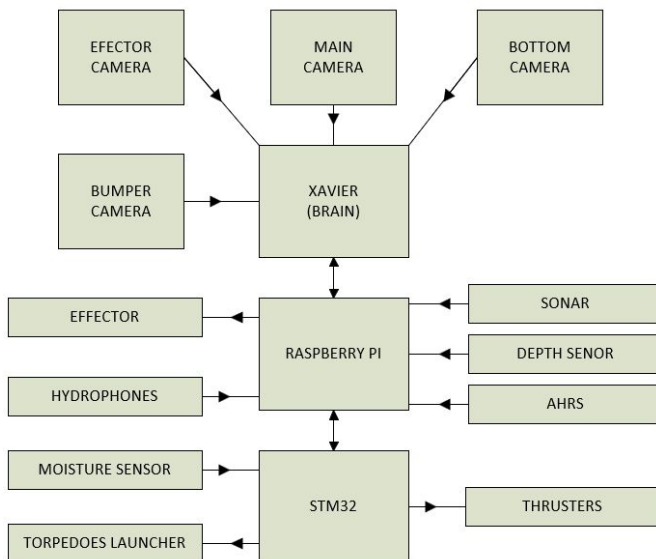 EFECTOR
CAMERA
MAIN
CAMERA
BOTTOM
CAMERA
BUMPER
CAMERA
XAVIER
(BRAIN)
EFFECTOR
SONAR
RASPBERRY PI
DEPTH SENOR
HYDROPHONES
AHRS
MOISTURE SENSOR
STM32
THRUSTERS
TORPEDOES LAUNCHER